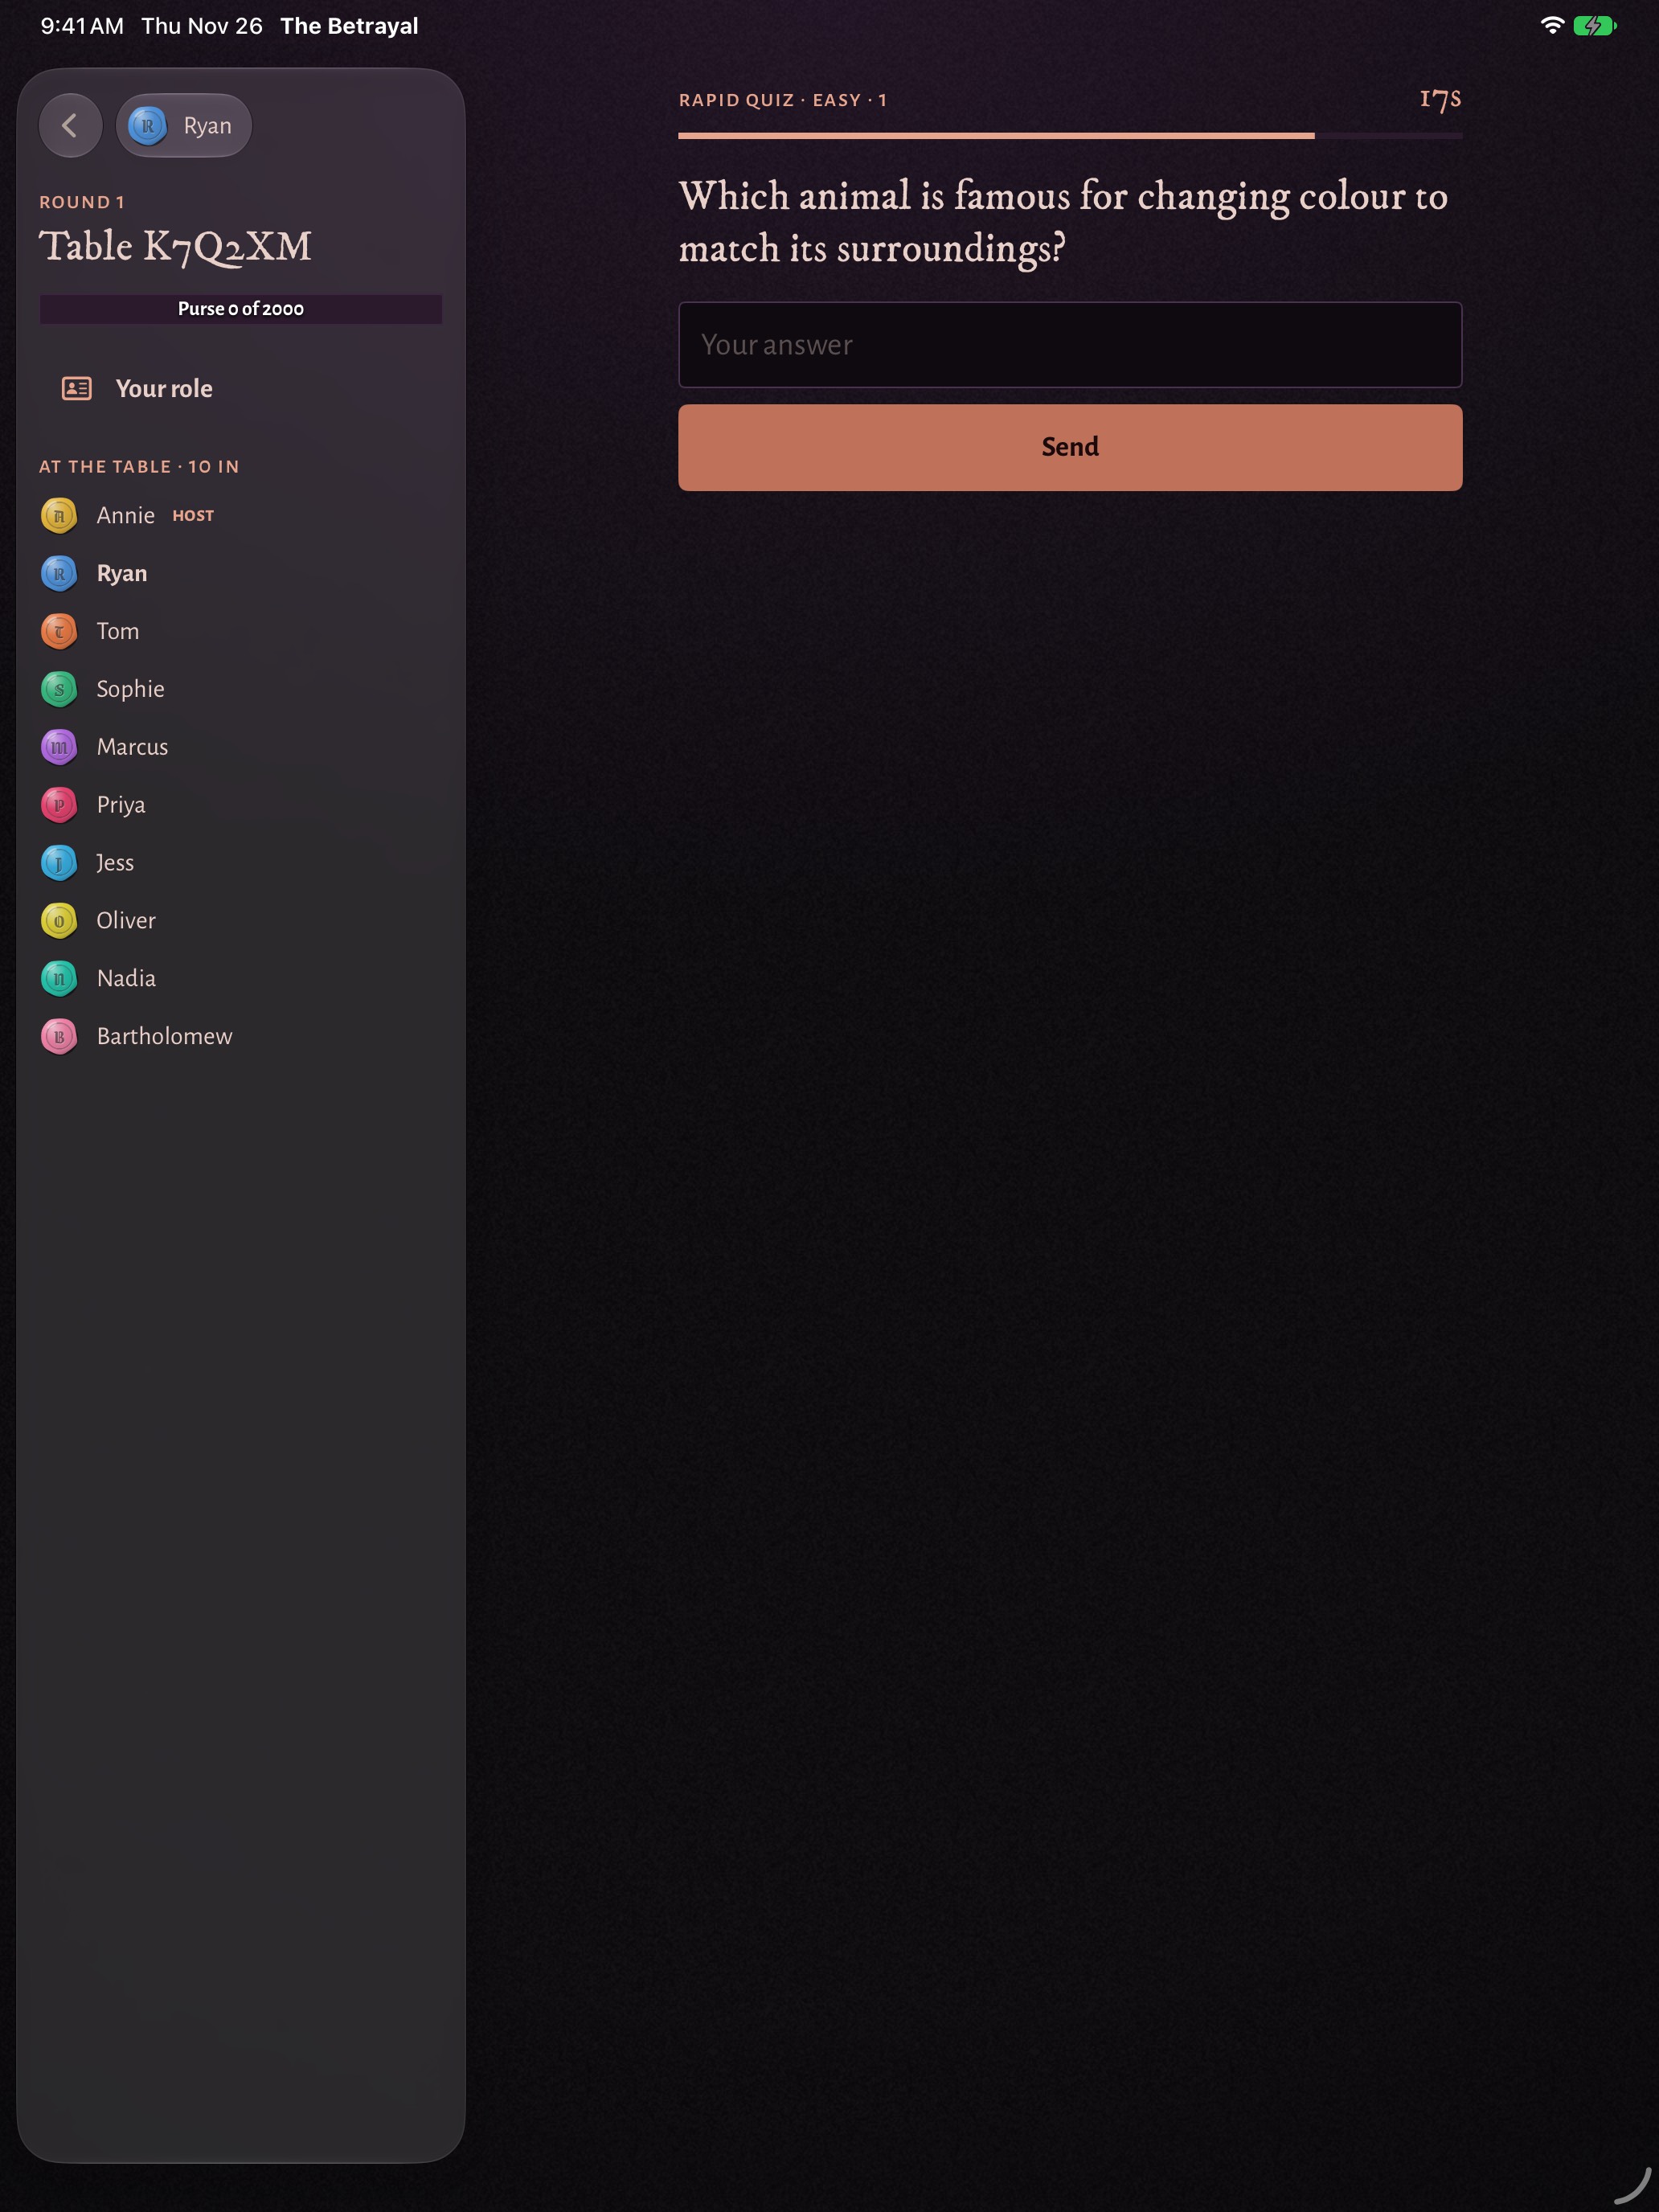 9:41 AM Thu Nov 26 The Betrayal
R Ryan
ROUND 1
Table K7Q2XM
Purse 0 of 2000
Your role
AT THE TABLE · 10 IN
A Annie HOST
R Ryan
T Tom
S Sophie
M Marcus
P Priya
J Jess
O Oliver
N Nadia
B Bartholomew
RAPID QUIZ · EASY · 1 17s
Which animal is famous for changing colour to
match its surroundings?
Your answer
Send